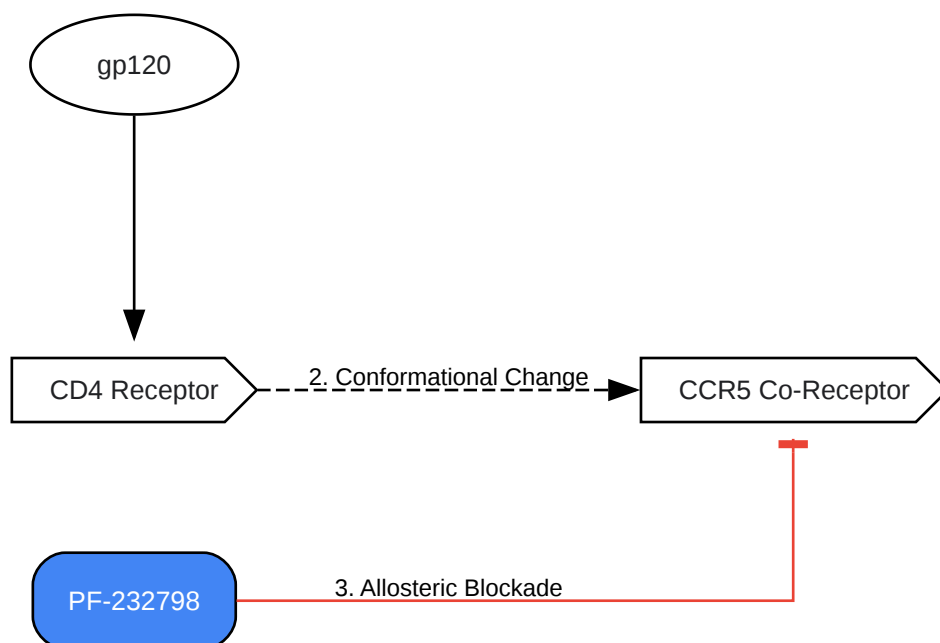 gp120
CD4 Receptor
2. Conformational Change
CCR5 Co-Receptor
PF-232798
3. Allosteric Blockade